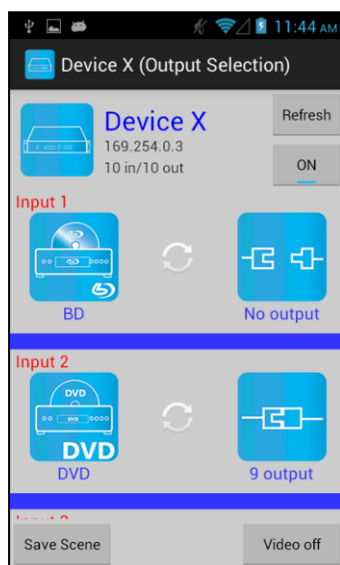 11:44 AM
Device X (Output Selection)
Device X
Refresh
169.254.0.3
10 in/10 out
ON
Input 1
BD
No output
Input 2
DVD
DVD
DVD
9 output
Save Scene
Video off